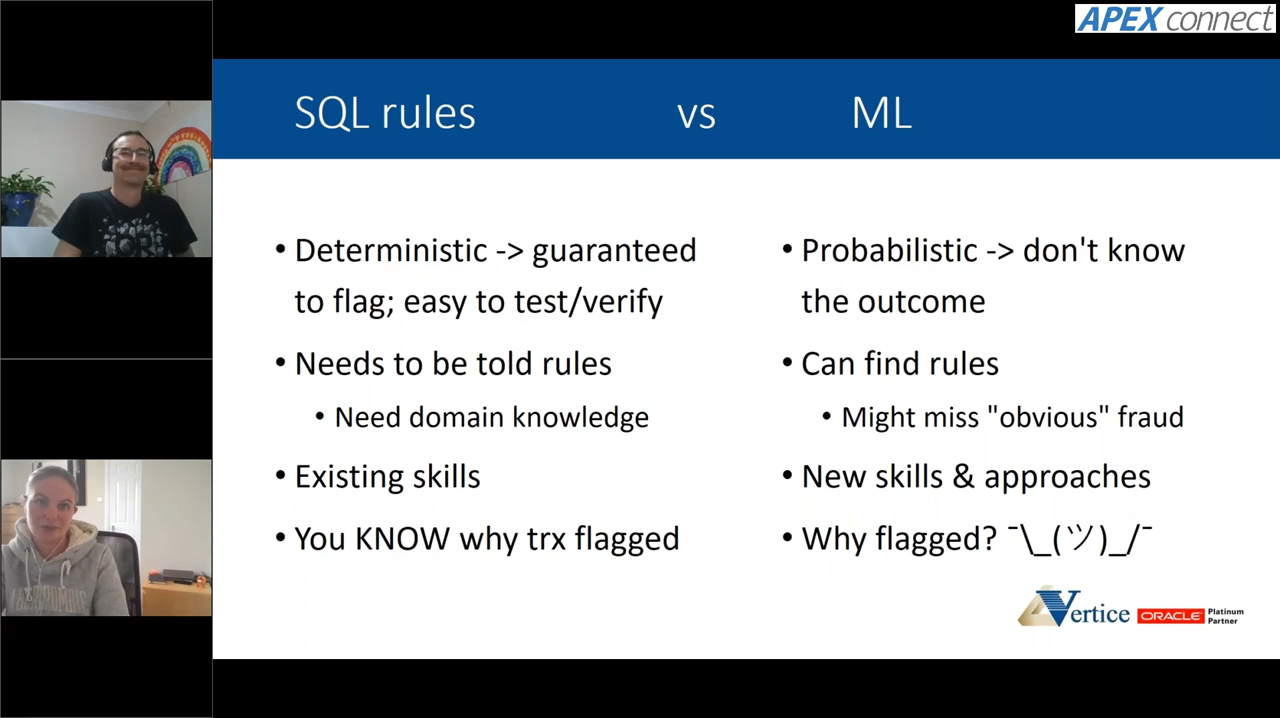 APEX connect
SQL rules vs ML
• Deterministic -> guaranteed
to flag; easy to test/verify
• Needs to be told rules
• Need domain knowledge
• Existing skills
• You KNOW why trx flagged
• Probabilistic -> don't know
the outcome
• Can find rules
• Might miss "obvious" fraud
• New skills & approaches
• Why flagged? ¯\_(ツ)_/¯
Vertice ORACLE Platinum
Partner
ABERCROMBIE